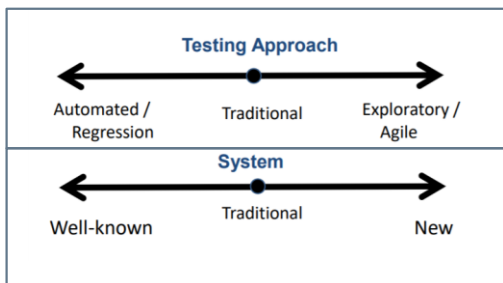 Testing Approach
Automated /
Regression
Traditional
Exploratory /
Agile
System
Traditional
Well-known
New